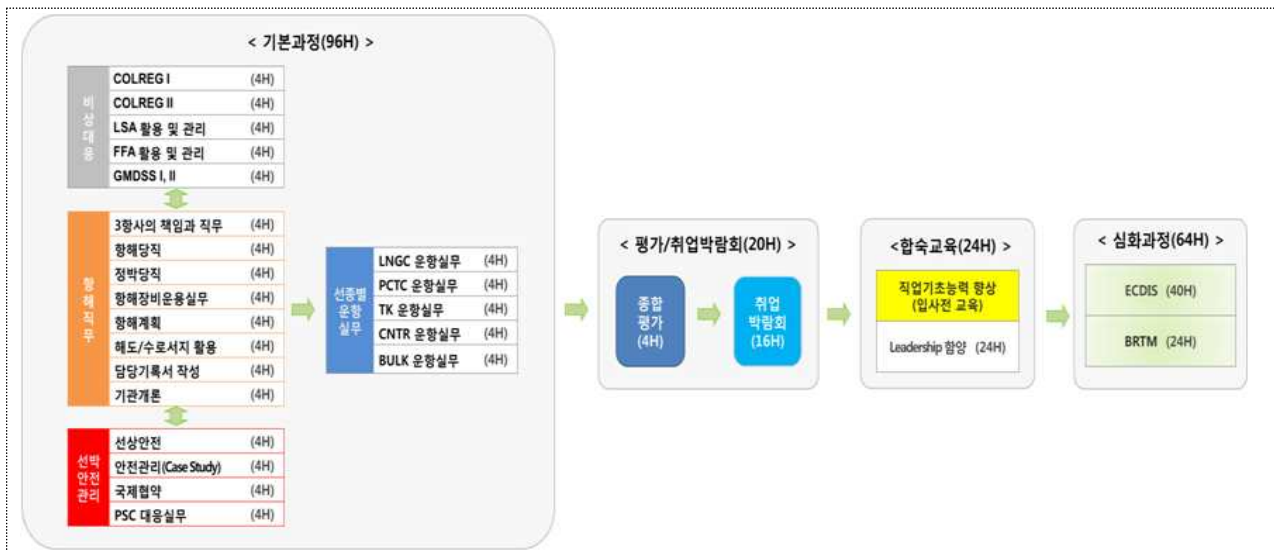 < 기본과정(96H) >
비상대응
COLREG I (4H)
COLREG II (4H)
LSA 활용 및 관리 (4H)
FFA 활용 및 관리 (4H)
GMDSS I, II (4H)
항해직무
3항사의 책임과 직무 (4H)
항해당직 (4H)
정박당직 (4H)
항해장비운용실무 (4H)
항해계획 (4H)
해도/수로서지 활용 (4H)
담당기록서 작성 (4H)
기관개론 (4H)
선박
안전
관리
선상안전 (4H)
안전관리(Case Study) (4H)
국제협약 (4H)
PSC 대응실무 (4H)
선종별
운항
실무
LNGC 운항실무 (4H)
PCTC 운항실무 (4H)
TK 운항실무 (4H)
CNTR 운항실무 (4H)
BULK 운항실무 (4H)
< 평가/취업박람회(20H) >
종합
평가
(4H)
취업
박람회
(16H)
<합숙교육(24H) >
직업기초능력 향상
(입사전 교육)
Leadership 함양 (24H)
< 심화과정(64H) >
ECDIS (40H)
BRTM (24H)